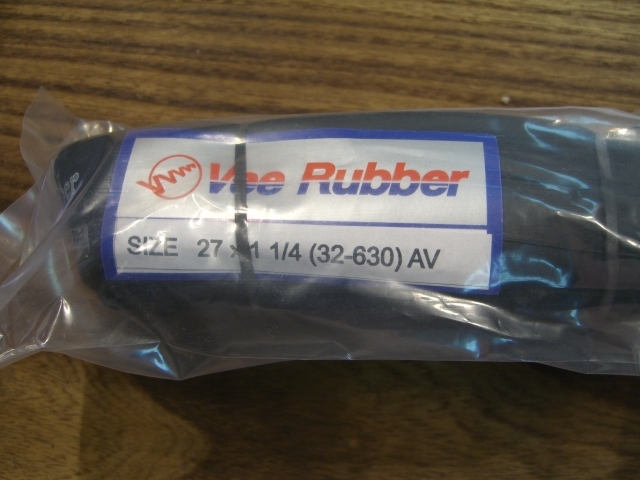 Vee Rubber
SIZE 27 x 1 1/4 (32-630) AV